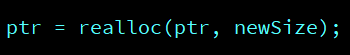 ptr = realloc(ptr, newSize);